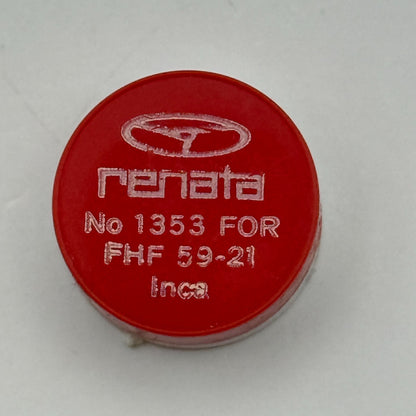 renata
No 1353 FOR
FHF 59-21
Inca